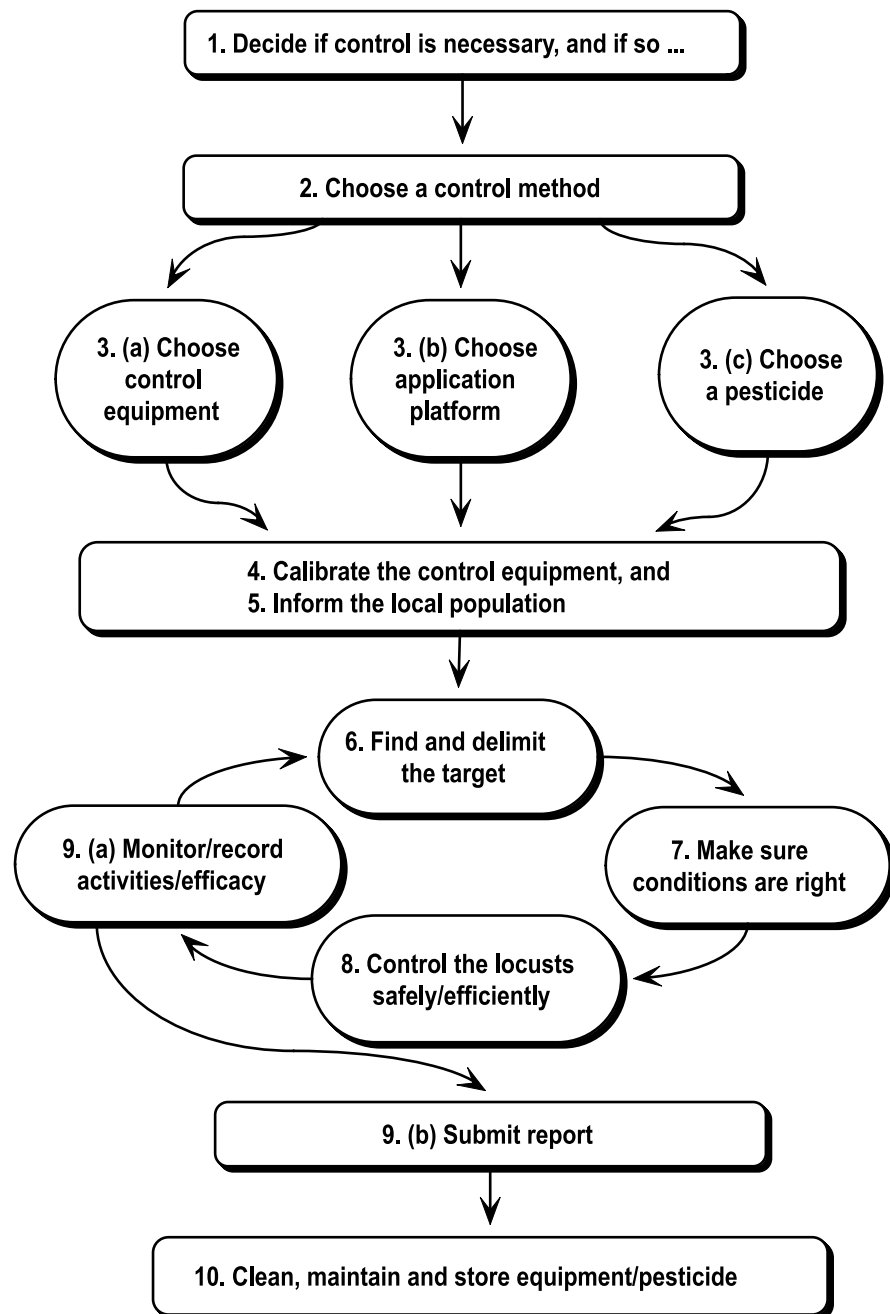 1. Decide if control is necessary, and if so ...
2. Choose a control method
3. (a) Choose
control
equipment
3. (b) Choose
application
platform
3. (c) Choose
a pesticide
4. Calibrate the control equipment, and
5. Inform the local population
6. Find and delimit
the target
9. (a) Monitor/record
activities/efficacy
7. Make sure
conditions are right
8. Control the locusts
safely/efficiently
9. (b) Submit report
10. Clean, maintain and store equipment/pesticide